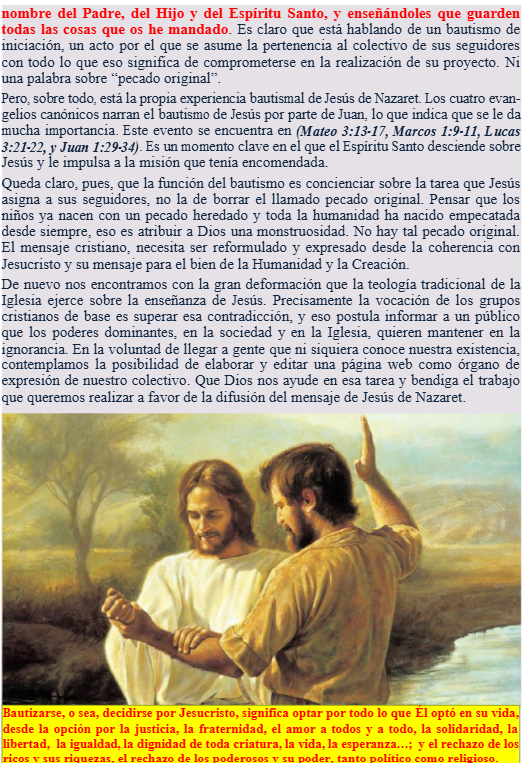 nombre del Padre, del Hijo y del Espíritu Santo, y enseñándoles que guarden
todas las cosas que os he mandado. Es claro que está hablando de un bautismo de
iniciación, un acto por el que se asume la pertenencia al colectivo de sus seguidores
con todo lo que eso significa de comprometerse en la realización de su proyecto. Ni
una palabra sobre “pecado original”.
Pero, sobre todo, está la propia experiencia bautismal de Jesús de Nazaret. Los cuatro evan-
gelios canónicos narran el bautismo de Jesús por parte de Juan, lo que indica que se le da
mucha importancia. Este evento se encuentra en (Mateo 3:13-17, Marcos 1:9-11, Lucas
3:21-22, y Juan 1:29-34). Es un momento clave en el que el Espíritu Santo desciende sobre
Jesús y le impulsa a la misión que tenía encomendada.
Queda claro, pues, que la función del bautismo es concienciar sobre la tarea que Jesús
asigna a sus seguidores, no la de borrar el llamado pecado original. Pensar que los
niños ya nacen con un pecado heredado y toda la humanidad ha nacido empecatada
desde siempre, eso es atribuir a Dios una monstruosidad. No hay tal pecado original.
El mensaje cristiano, necesita ser reformulado y expresado desde la coherencia con
Jesucristo y su mensaje para el bien de la Humanidad y la Creación.
De nuevo nos encontramos con la gran deformación que la teología tradicional de la
Iglesia ejerce sobre la enseñanza de Jesús. Precisamente la vocación de los grupos
cristianos de base es superar esa contradicción, y eso postula informar a un público
que los poderes dominantes, en la sociedad y en la Iglesia, quieren mantener en la
ignorancia. En la voluntad de llegar a gente que ni siquiera conoce nuestra existencia,
contemplamos la posibilidad de elaborar y editar una página web como órgano de
expresión de nuestro colectivo. Que Dios nos ayude en esa tarea y bendiga el trabajo
que queremos realizar a favor de la difusión del mensaje de Jesús de Nazaret.
Bautizarse, o sea, decidirse por Jesucristo, significa optar por todo lo que Él optó en su vida,
desde la opción por la justicia, la fraternidad, el amor a todos y a todo, la solidaridad, la
libertad, la igualdad, la dignidad de toda criatura, la vida, la esperanza…; y el rechazo de los
ricos y sus riquezas, el rechazo de los poderosos y su poder, tanto político como religioso.